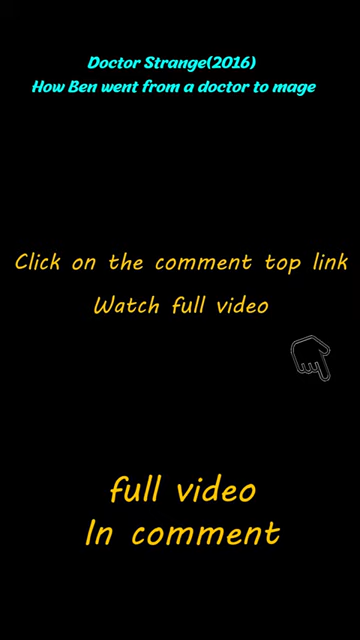 Doctor Strange(2016)
How Ben went from a doctor to mage
Click on the comment top link
Watch full video
full video
In comment